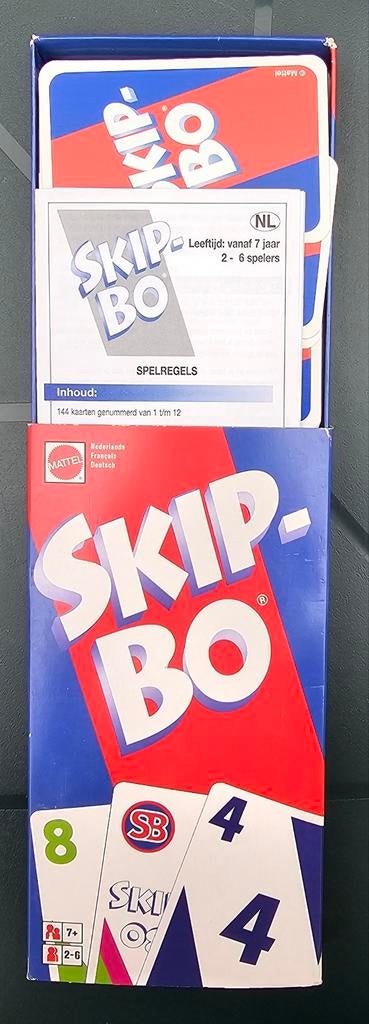 © Mattel
SKIP-
BO
NL
SKIP-
BO
Leeftijd: vanaf 7 jaar
2 - 6 spelers
SPELREGELS
Inhoud:
144 kaarten genummerd van 1 t/m 12
MATTEL
Nederlands
Français
Deutsch
SKIP-
BO®
8
SB
SKI
4
4
7+
2-6